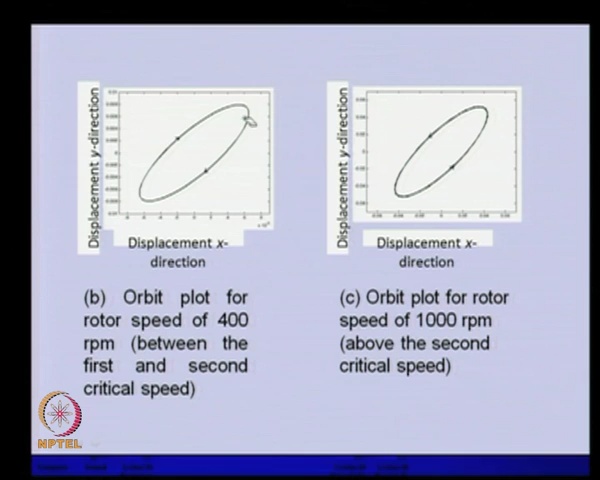 Displacement y-direction
Displacement x-
direction
(b) Orbit plot for
rotor speed of 400
rpm (between the
first and second
critical speed)
Displacement y-direction
Displacement x-
direction
(c) Orbit plot for rotor
speed of 1000 rpm
(above the second
critical speed)
NPTEL